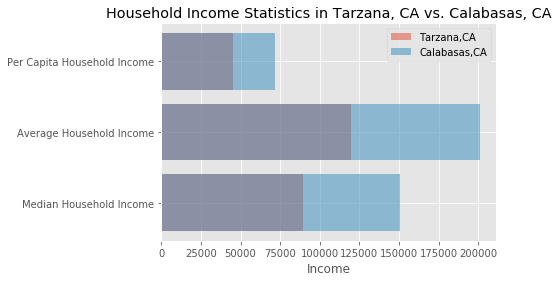 Household Income Statistics in Tarzana, CA vs. Calabasas, CA
Tarzana,CA
Calabasas,CA
Per Capita Household Income
Average Household Income
Median Household Income
0 25000 50000 75000 100000 125000 150000 175000 200000
Income